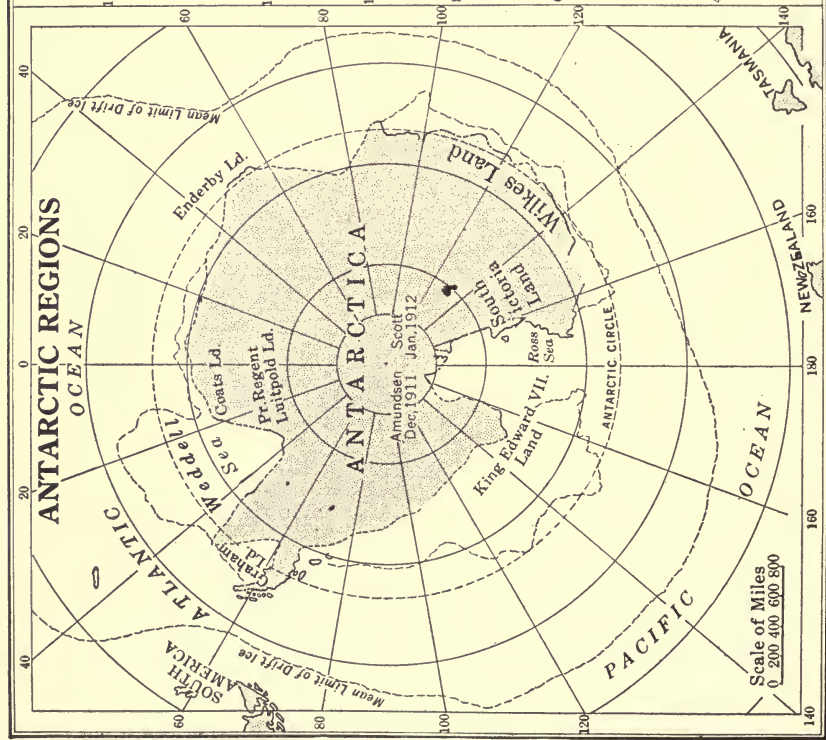 ANTARCTIC REGIONS
OCEAN
ATLANTIC
Weddell
Sea
Coats Ld.
Pr. Regent
Luitpold Ld.
Enderby Ld.
Mean Limit of Drift Ice
Graham
Ld.
SOUTH
AMERICA
Mean Limit of Drift Ice
ANTARCTICA
Amundsen
Dec. 1911
Scott
Jan. 1912
Wilkes Land
South
Victoria
Land
Ross
Sea
King Edward VII.
Land
ANTARCTIC CIRCLE
PACIFIC
OCEAN
TASMANIA
NEW ZEALAND
Scale of Miles
0 200 400 600 800
40
20
0
20
40
60
80
100
120
140
60
80
100
120
140
160
180
160